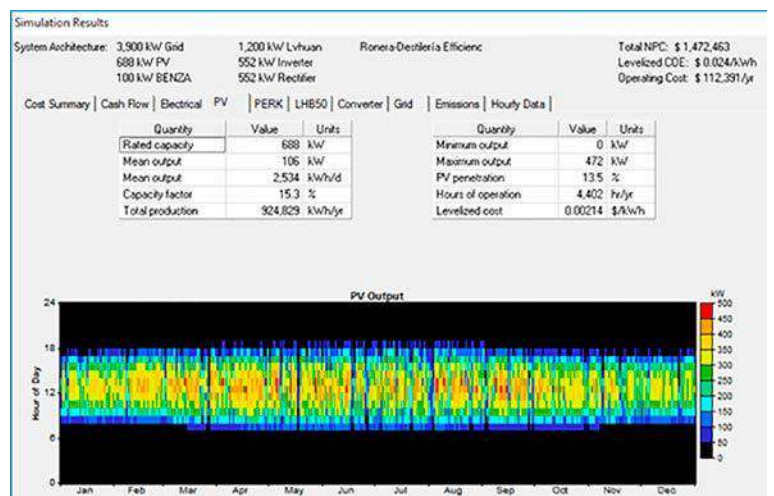 Simulation Results
System Architecture: 3,900 kW Grid 1,200 kW Lvhuan Ronera-Destilería Efficienc Total NPC: $ 1,472,463
688 kW PV 552 kW Inverter Levelized COE: $ 0.024/kWh
100 kW BENZA 552 kW Rectifier Operating Cost: $ 112,391/yr
Cost Summary Cash Flow Electrical PV PERK LHB50 Converter Grid Emissions Hourly Data
Quantity Value Units Quantity Value Units
Rated capacity 688 kW Minimum output 0 kW
Mean output 106 kW Maximum output 472 kW
Mean output 2,534 kWh/d PV penetration 13.5 %
Capacity factor 15.3 % Hours of operation 4,402 hr/yr
Total production 924,829 kWh/yr Levelized cost 0.00214 $/kWh
PV Output
kW
24 500
450
18 400
350
300
12 250
200
6 150
100
50
0 0
Hour of Day
Jan Feb Mar Apr May Jun Jul Aug Sep Oct Nov Dec